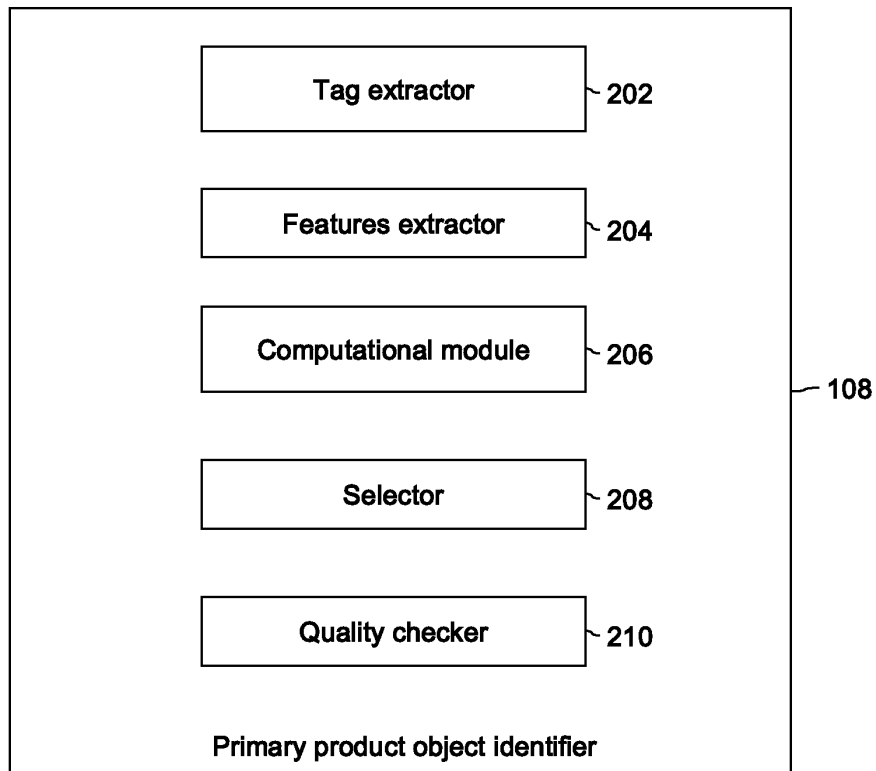 Tag extractor 202
Features extractor 204
Computational module 206
108
Selector 208
Quality checker 210
Primary product object identifier